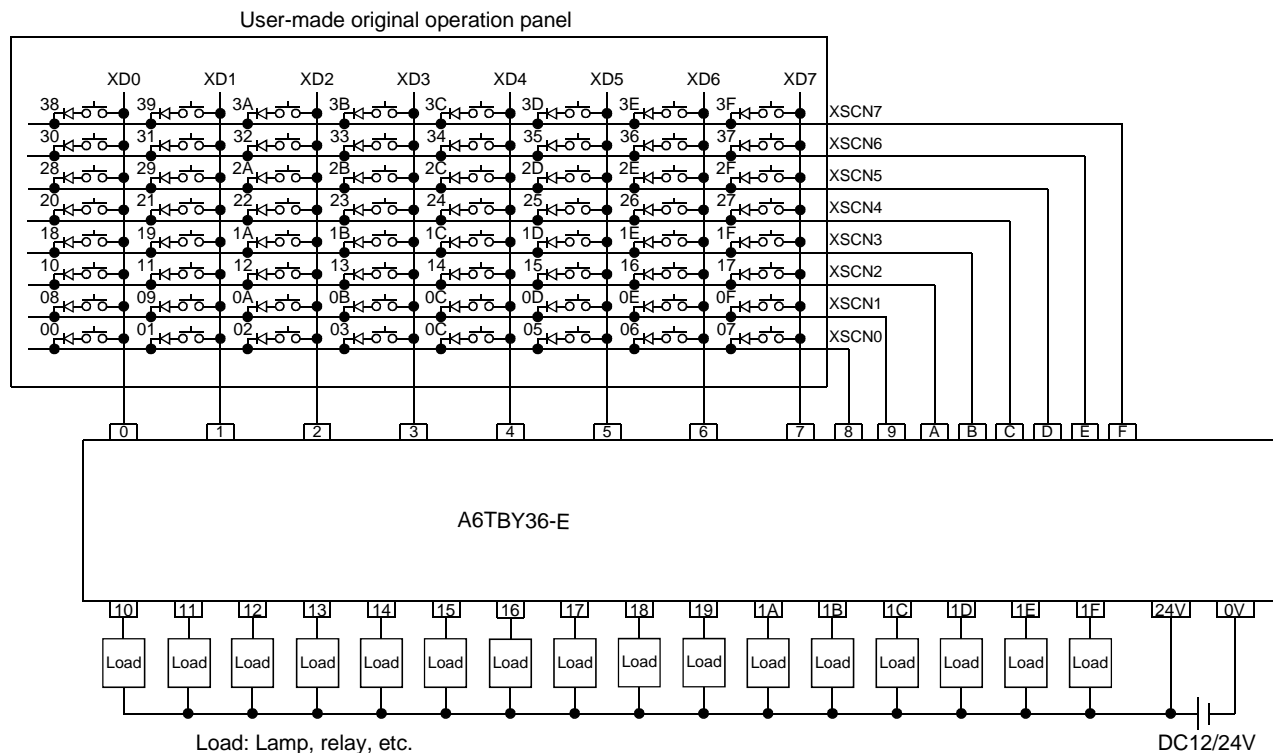 User-made original operation panel
XD0 XD1 XD2 XD3 XD4 XD5 XD6 XD7
38 39 3A 3B 3C 3D 3E 3F XSCN7
30 31 32 33 34 35 36 37 XSCN6
28 29 2A 2B 2C 2D 2E 2F XSCN5
20 21 22 23 24 25 26 27 XSCN4
18 19 1A 1B 1C 1D 1E 1F XSCN3
10 11 12 13 14 15 16 17 XSCN2
08 09 0A 0B 0C 0D 0E 0F XSCN1
00 01 02 03 0C 05 06 07 XSCN0
0 1 2 3 4 5 6 7 8 9 A B C D E F
A6TBY36-E
10 11 12 13 14 15 16 17 18 19 1A 1B 1C 1D 1E 1F 24V 0V
Load Load Load Load Load Load Load Load Load Load Load Load Load Load Load Load
Load: Lamp, relay, etc. DC12/24V